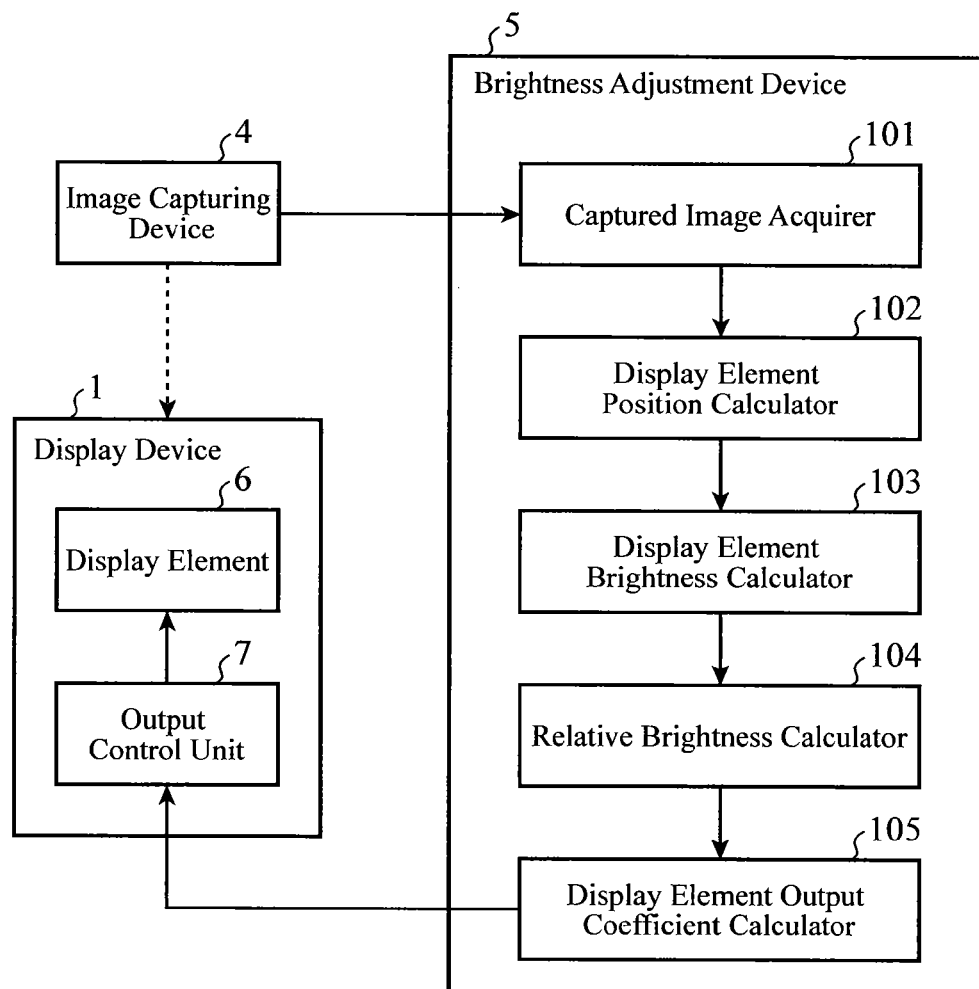 5
Brightness Adjustment Device
4
Image Capturing
Device
101
Captured Image Acquirer
102
Display Element
Position Calculator
1
Display Device
6
Display Element
103
Display Element
Brightness Calculator
7
Output
Control Unit
104
Relative Brightness Calculator
105
Display Element Output
Coefficient Calculator